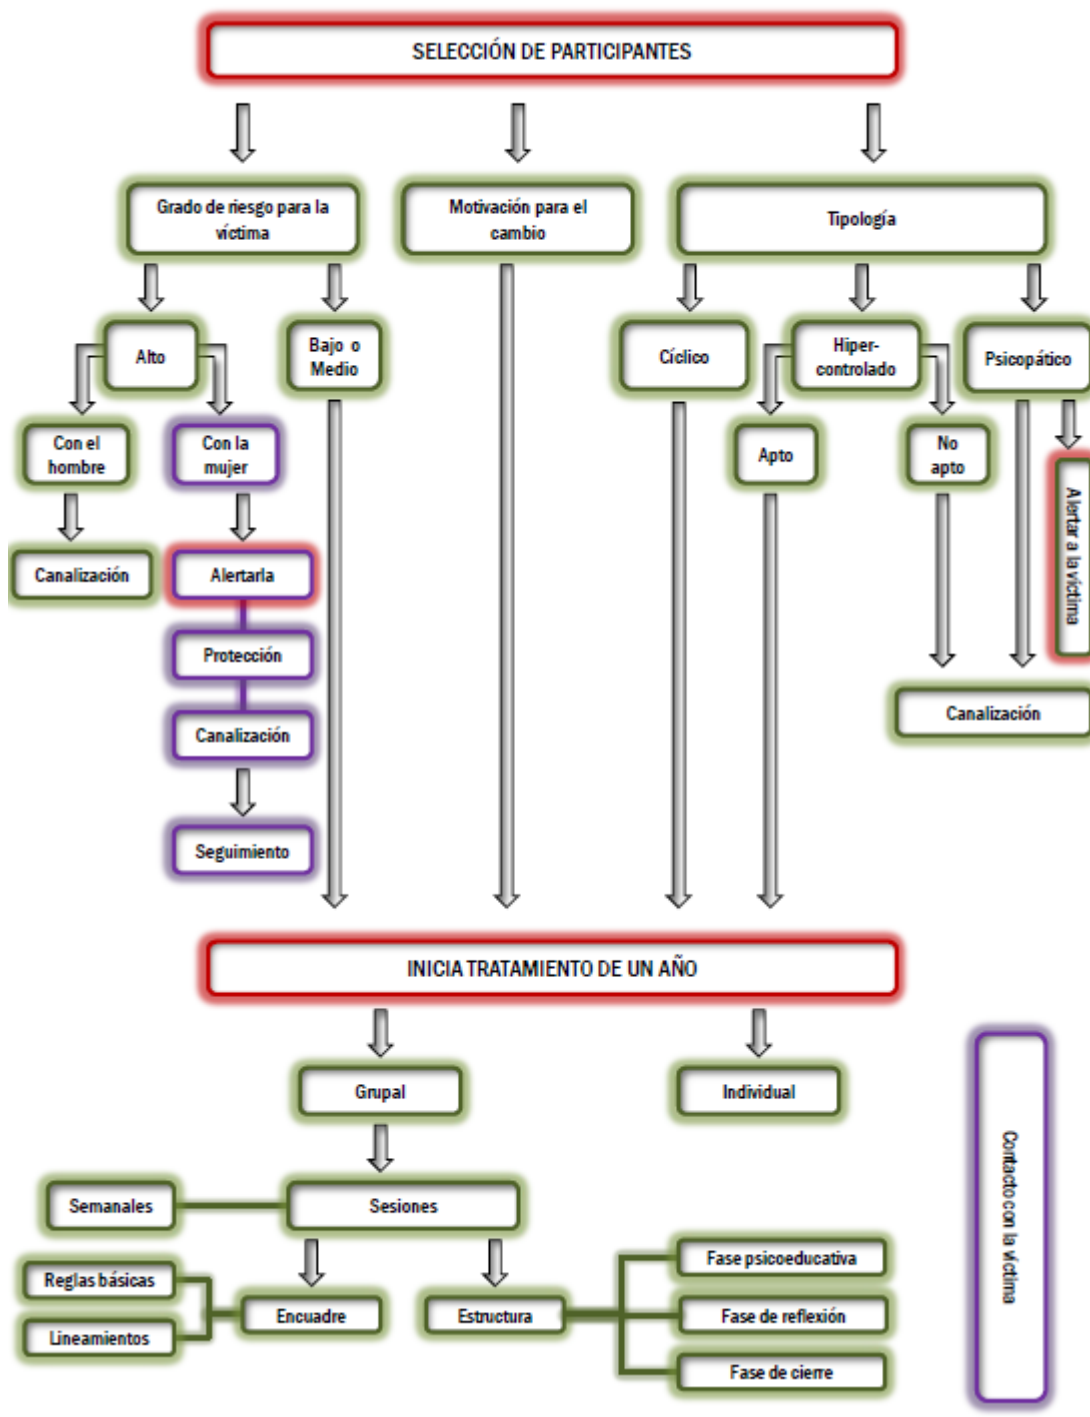 SELECCIÓN DE PARTICIPANTES
Grado de riesgo para la
víctima
Motivación para el
cambio
Tipología
Alto
Bajo o
Medio
Cíclico
Hiper-
controlado
Psicopático
Con el
hombre
Con la
mujer
Apto
No
apto
Alertar a la víctima
Canalización
Alertarla
Protección
Canalización
Canalización
Seguimiento
INICIA TRATAMIENTO DE UN AÑO
Grupal
Individual
Contacto con la víctima
Semanales
Sesiones
Reglas básicas
Lineamientos
Encuadre
Estructura
Fase psicoeducativa
Fase de reflexión
Fase de cierre